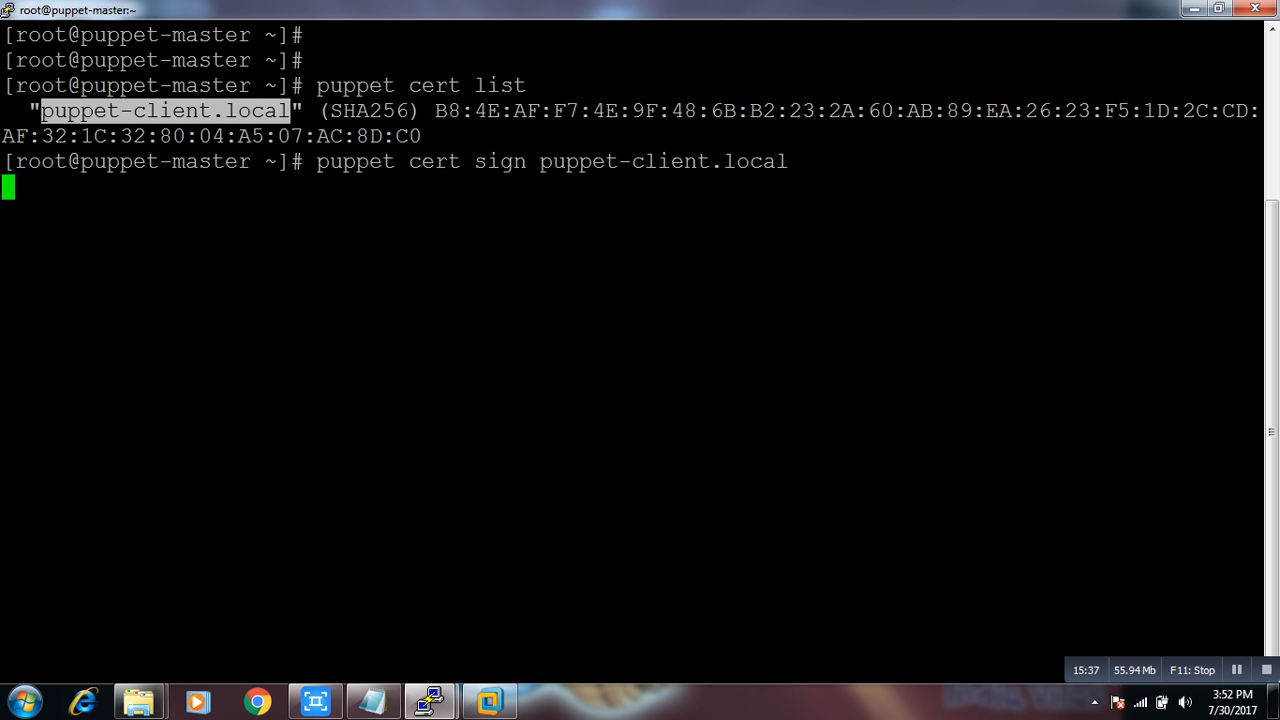 root@puppet-master:~
[root@puppet-master ~]#
[root@puppet-master ~]#
[root@puppet-master ~]# puppet cert list
"puppet-client.local" (SHA256) B8:4E:AF:F7:4E:9F:48:6B:B2:23:2A:60:AB:89:EA:26:23:F5:1D:2C:CD:
AF:32:1C:32:80:04:A5:07:AC:8D:C0
[root@puppet-master ~]# puppet cert sign puppet-client.local
15:37 55.94 Mb F11: Stop
3:52 PM
7/30/2017